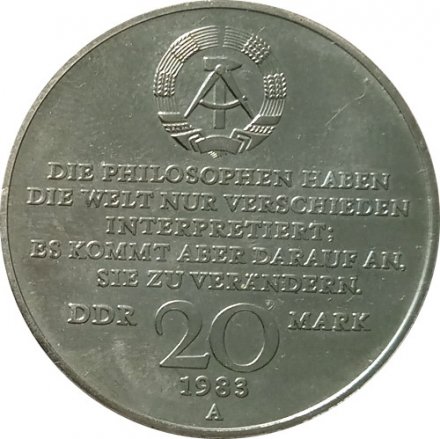 DIE PHILOSOPHEN HABEN
DIE WELT NUR VERSCHIEDEN
INTERPRETIERT;
ES KOMMT ABER DARAUF AN,
SIE ZU VERÄNDERN.
DDR 20 MARK
1983
A